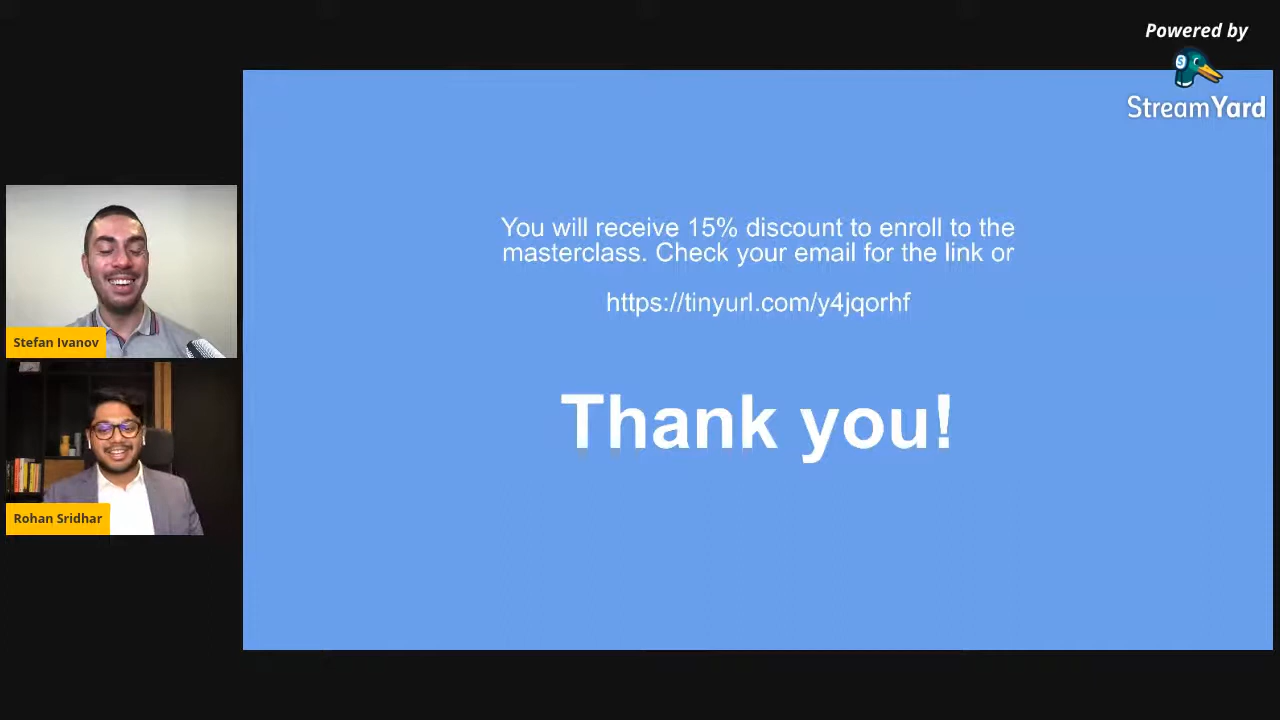 Powered by
StreamYard
You will receive 15% discount to enroll to the
masterclass. Check your email for the link or
https://tinyurl.com/y4jqorhf
Thank you!
Stefan Ivanov
Rohan Sridhar